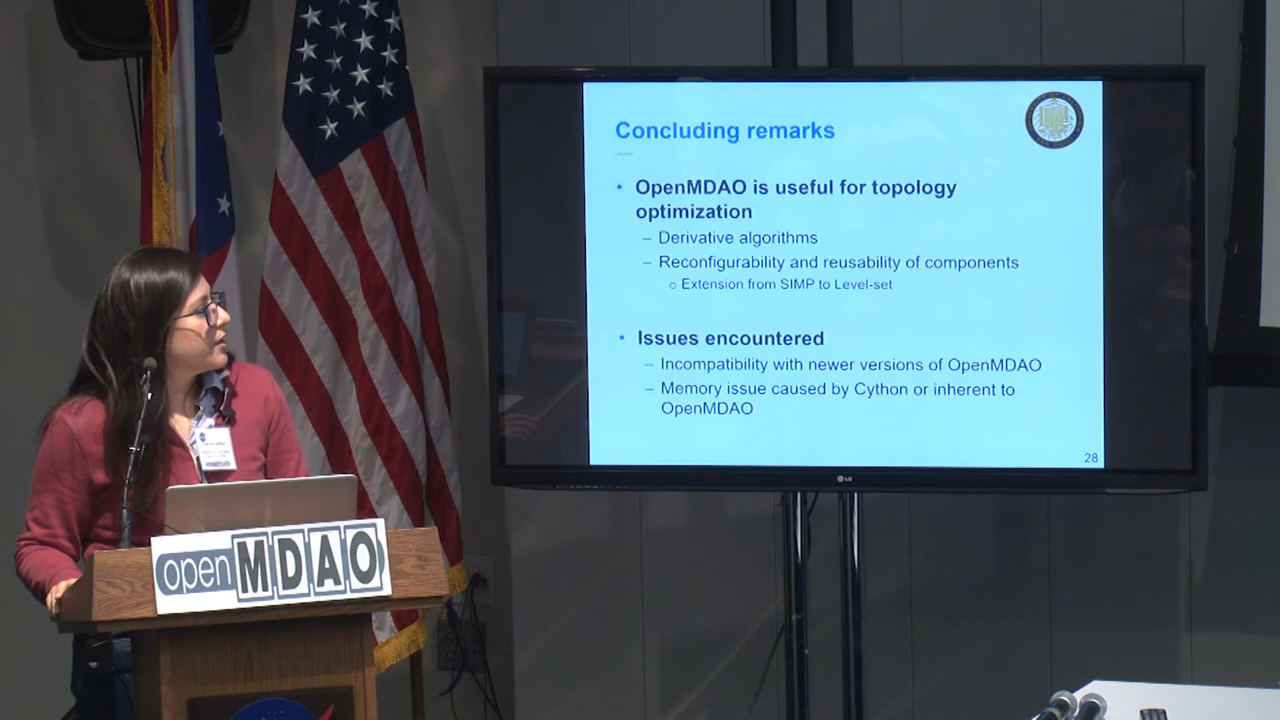 Concluding remarks
• OpenMDAO is useful for topology
optimization
– Derivative algorithms
– Reconfigurability and reusability of components
○ Extension from SIMP to Level-set
• Issues encountered
– Incompatibility with newer versions of OpenMDAO
– Memory issue caused by Cython or inherent to
OpenMDAO
28
LG
openMDAO